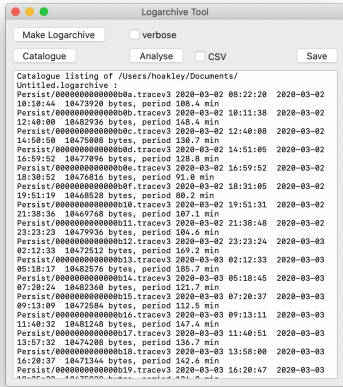 Logarchive Tool
Make Logarchive
verbose
Catalogue
Analyse
CSV
Save
Catalogue listing of /Users/hoakley/Documents/
Untitled.logarchive :
Persist/0000000000000b0a.tracev3 2020-03-02 08:22:20  2020-03-02
10:10:44  10473920 bytes, period 108.4 min
Persist/0000000000000b0b.tracev3 2020-03-02 10:11:38  2020-03-02
12:40:00  10482936 bytes, period 148.4 min
Persist/0000000000000b0c.tracev3 2020-03-02 12:40:08  2020-03-02
14:50:50  10475008 bytes, period 130.7 min
Persist/0000000000000b0d.tracev3 2020-03-02 14:51:05  2020-03-02
16:59:52  10477096 bytes, period 128.8 min
Persist/0000000000000b0e.tracev3 2020-03-02 16:59:52  2020-03-02
18:30:52  10476816 bytes, period 91.0 min
Persist/0000000000000b0f.tracev3 2020-03-02 18:31:05  2020-03-02
19:51:19  10468528 bytes, period 80.2 min
Persist/0000000000000b10.tracev3 2020-03-02 19:51:31  2020-03-02
21:38:36  10469768 bytes, period 107.1 min
Persist/0000000000000b11.tracev3 2020-03-02 21:38:48  2020-03-02
23:23:23  10479936 bytes, period 104.6 min
Persist/0000000000000b12.tracev3 2020-03-02 23:23:24  2020-03-03
02:12:33  10472512 bytes, period 169.2 min
Persist/0000000000000b13.tracev3 2020-03-03 02:12:33  2020-03-03
05:18:17  10482576 bytes, period 185.7 min
Persist/0000000000000b14.tracev3 2020-03-03 05:18:45  2020-03-03
07:20:24  10482360 bytes, period 121.7 min
Persist/0000000000000b15.tracev3 2020-03-03 07:20:37  2020-03-03
09:13:09  10472584 bytes, period 112.5 min
Persist/0000000000000b16.tracev3 2020-03-03 09:13:11  2020-03-03
11:40:32  10481248 bytes, period 147.4 min
Persist/0000000000000b17.tracev3 2020-03-03 11:40:51  2020-03-03
13:57:32  10474208 bytes, period 136.7 min
Persist/0000000000000b18.tracev3 2020-03-03 13:58:00  2020-03-03
16:20:37  10471344 bytes, period 142.6 min
Persist/0000000000000b19.tracev3 2020-03-03 16:20:47  2020-03-03